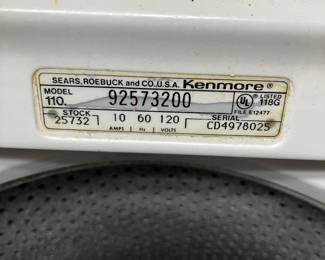 SEARS, ROEBUCK and CO. U.S.A. Kenmore ®
MODEL
110. 92573200 UL ® LISTED 118G
FILE E12477
STOCK SERIAL
25732 10 60 120 CD4978025
AMPS Hz VOLTS